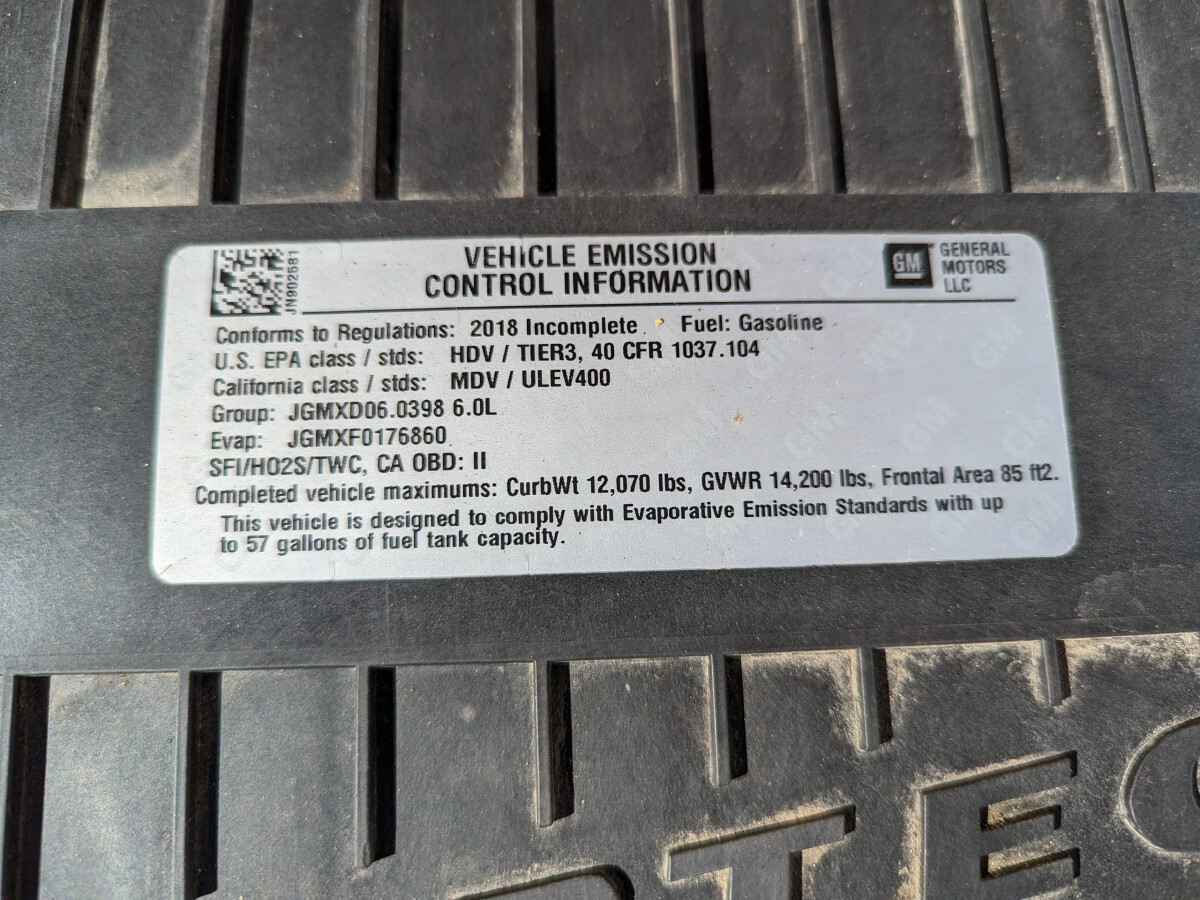 VEHICLE EMISSION
CONTROL INFORMATION
JN902581
GM
GENERAL
MOTORS
LLC
Conforms to Regulations: 2018 Incomplete Fuel: Gasoline
U.S. EPA class / stds: HDV / TIER3, 40 CFR 1037.104
California class / stds: MDV / ULEV400
Group: JGMXD06.0398 6.0L
Evap: JGMXF0176860
SFI/HO2S/TWC, CA OBD: II
Completed vehicle maximums: CurbWt 12,070 lbs, GVWR 14,200 lbs, Frontal Area 85 ft2.
This vehicle is designed to comply with Evaporative Emission Standards with up
to 57 gallons of fuel tank capacity.